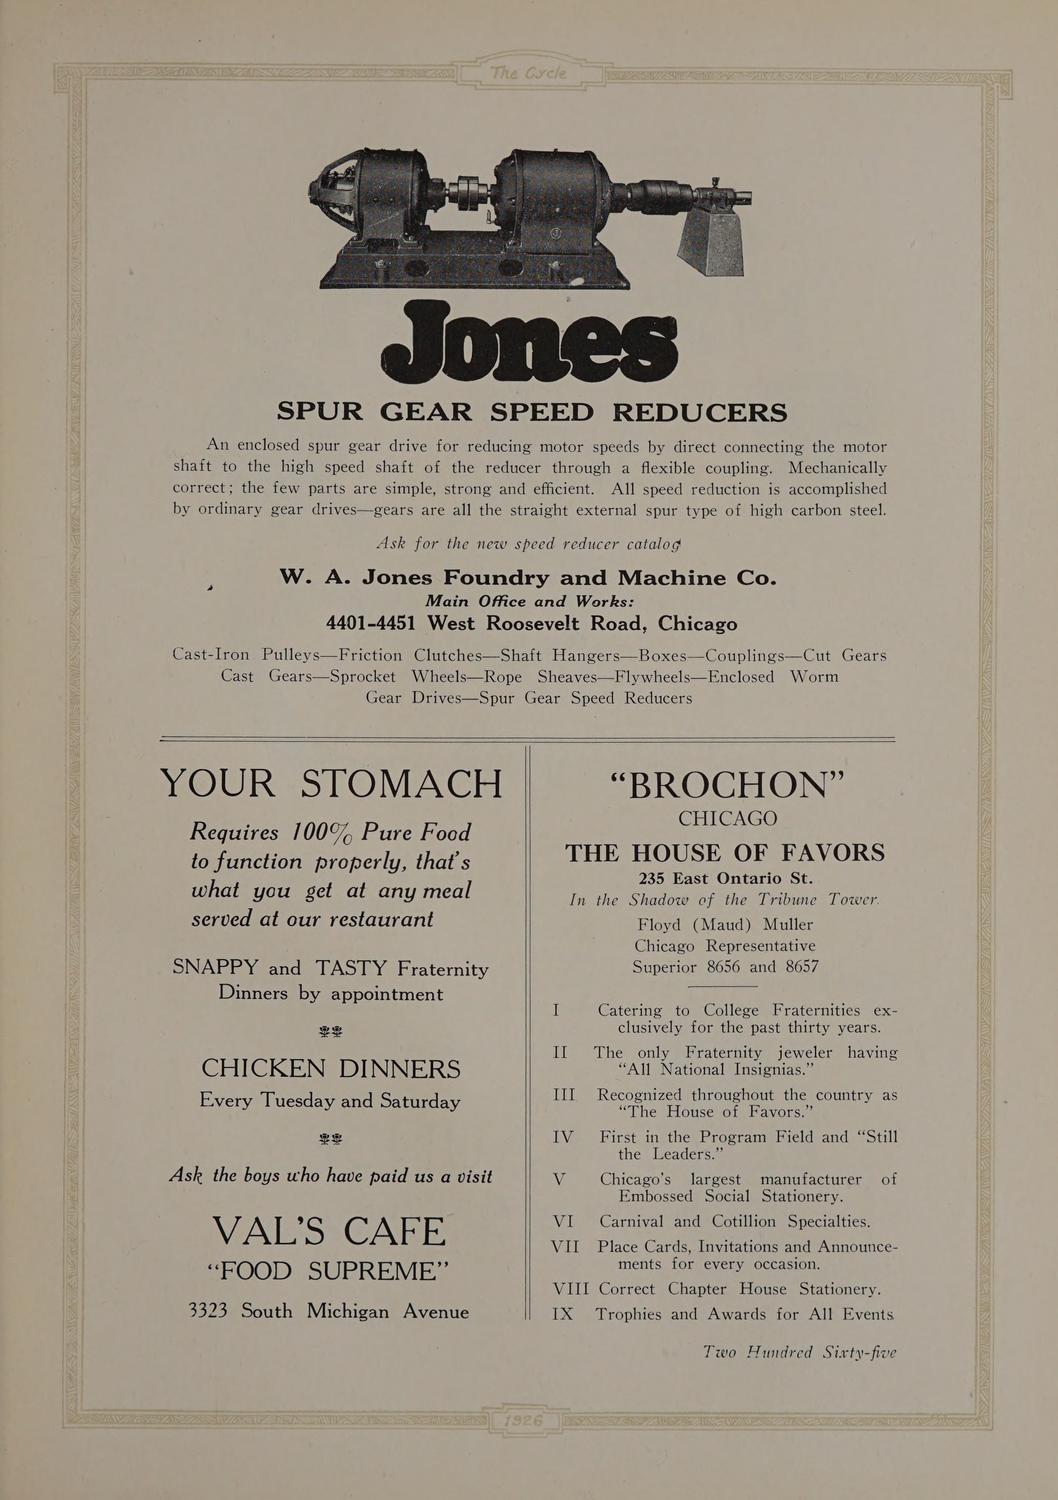 The Cycle
Jones
SPUR GEAR SPEED REDUCERS
An enclosed spur gear drive for reducing motor speeds by direct connecting the motor
shaft to the high speed shaft of the reducer through a flexible coupling. Mechanically
correct; the few parts are simple, strong and efficient. All speed reduction is accomplished
by ordinary gear drives—gears are all the straight external spur type of high carbon steel.
Ask for the new speed reducer catalog
W. A. Jones Foundry and Machine Co.
Main Office and Works:
4401-4451 West Roosevelt Road, Chicago
Cast-Iron Pulleys—Friction Clutches—Shaft Hangers—Boxes—Couplings—Cut Gears
Cast Gears—Sprocket Wheels—Rope Sheaves—Flywheels—Enclosed Worm
Gear Drives—Spur Gear Speed Reducers
YOUR STOMACH
Requires 100% Pure Food
to function properly, that's
what you get at any meal
served at our restaurant
SNAPPY and TASTY Fraternity
Dinners by appointment
CHICKEN DINNERS
Every Tuesday and Saturday
Ask the boys who have paid us a visit
VAL'S CAFE
“FOOD SUPREME”
3323 South Michigan Avenue
“BROCHON”
CHICAGO
THE HOUSE OF FAVORS
235 East Ontario St.
In the Shadow of the Tribune Tower.
Floyd (Maud) Muller
Chicago Representative
Superior 8656 and 8657
I Catering to College Fraternities ex-
clusively for the past thirty years.
II The only Fraternity jeweler having
“All National Insignias.”
III Recognized throughout the country as
“The House of Favors.”
IV First in the Program Field and “Still
the Leaders.”
V Chicago's largest manufacturer of
Embossed Social Stationery.
VI Carnival and Cotillion Specialties.
VII Place Cards, Invitations and Announce-
ments for every occasion.
VIII Correct Chapter House Stationery.
IX Trophies and Awards for All Events
Two Hundred Sixty-five
1926